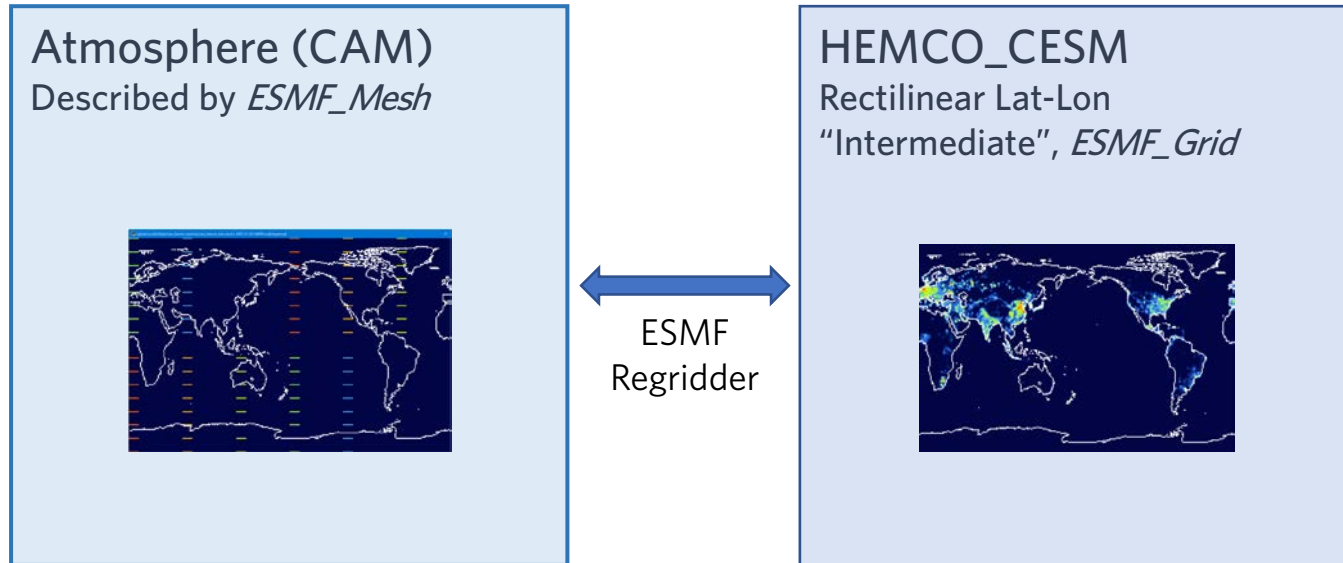 Atmosphere (CAM)
Described by ESMF_Mesh
HEMCO_CESM
Rectilinear Lat-Lon
“Intermediate”, ESMF_Grid
ESMF
Regridder